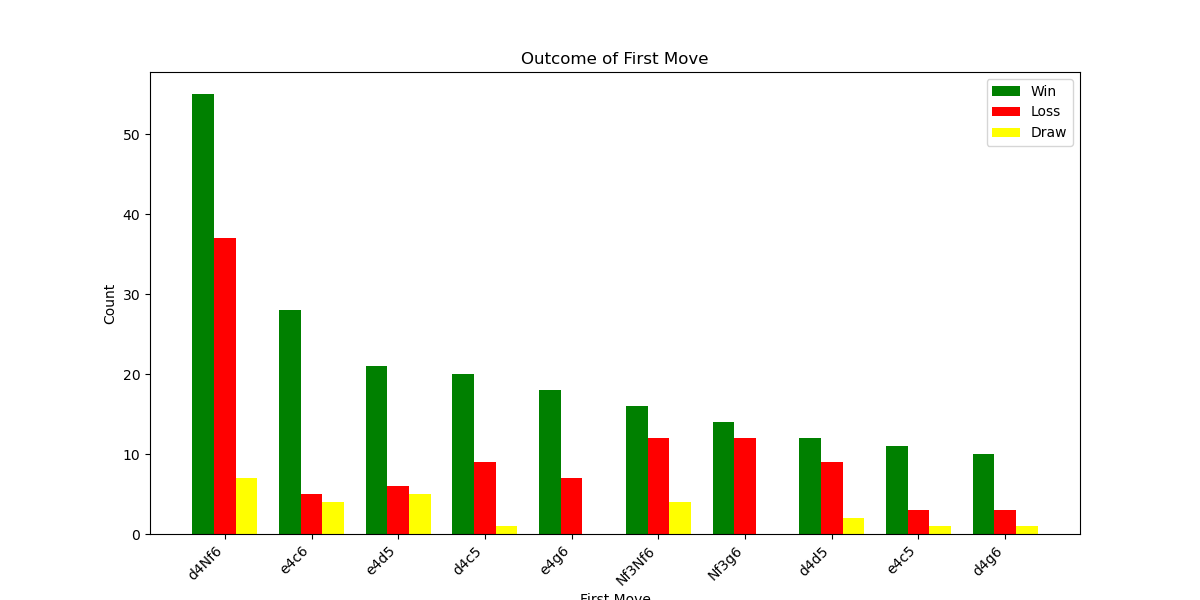 Outcome of First Move
Win
Loss
Draw
Count
50
40
30
20
10
0
d4Nf6
e4c6
e4d5
d4c5
e4g6
Nf3Nf6
Nf3g6
d4d5
e4c5
d4g6
First Move